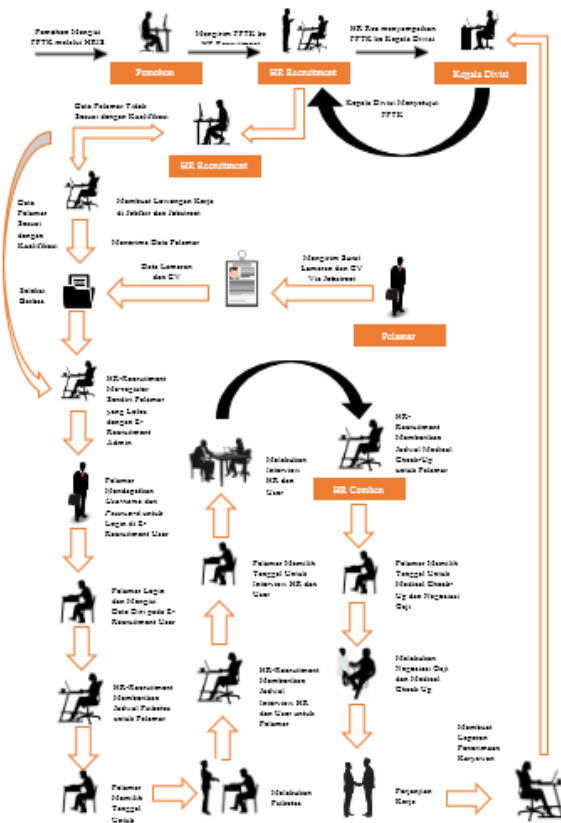 Pemohon Mengisi
FPTK melalui HRIS
Mengirim FPTK ke
HR Recruitment
HR Rec menyampaikan
FPTK ke Kepala Divisi
Pemohon
HR Recruitment
Kepala Divisi
Kepala Divisi Menyetujui
FPTK
Data Pelamar Tidak
Sesuai dengan Kualifikasi
HR Recruitment
Data
Pelamar
Sesuai
dengan
Kualifikasi
Membuat Lowongan Kerja
di Jobfair dan Jobstreet
Menerima Data Pelamar
Seleksi
Berkas
Data Lamaran
dan CV
Mengirim Surat
Lamaran dan CV
Via Jobstreet
Pelamar
HR-Recruitment
Meregister
Sendiri Pelamar
yang Lolos
dengan E-
Recruitment
Admin
Melakukan
Interview
HR dan
User
HR-
Recruitment
Memberikan
Jadwal Medical
Check-Up
untuk Pelamar
HR Comben
Pelamar
Mendapatkan
Username dan
Password untuk
Login di E-
Recruitment User
Pelamar Memilih
Tanggal Untuk
Interview HR dan
User
Pelamar Memilih
Tanggal Untuk
Medical Check-
Up dan Negosiasi
Gaji
Pelamar Login
dan Mengisi
Data Diri pada E-
Recruitment User
HR-Recruitment
Memberikan
Jadwal
Interview HR
dan User untuk
Pelamar
Melakukan
Negosiasi Gaji
dan Medical
Check Up
HR-Recruitment
Memberikan
Jadwal Psikotes
untuk Pelamar
Membuat
Laporan
Penerimaan
Karyawan
Pelamar
Memilih
Tanggal
Untuk
Melakukan
Psikotes
Perjanjian
Kerja